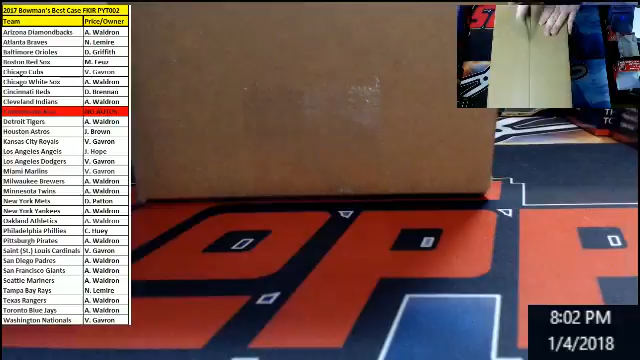 2017 Bowman's Best Case FKIR PYT002
Team Price/Owner
Arizona Diamondbacks A. Waldron
Atlanta Braves N. Lemire
Baltimore Orioles D. Griffith
Boston Red Sox M. Feuz
Chicago Cubs V. Gavron
Chicago White Sox A. Waldron
Cincinnati Reds D. Brennan
Cleveland Indians A. Waldron
NO AUTOS
Detroit Tigers A. Waldron
Houston Astros J. Brown
Kansas City Royals V. Gavron
Los Angeles Angels J. Hope
Los Angeles Dodgers V. Gavron
Miami Marlins V. Gavron
Milwaukee Brewers A. Waldron
Minnesota Twins A. Waldron
New York Mets D. Patton
New York Yankees A. Waldron
Oakland Athletics A. Waldron
Philadelphia Phillies C. Huey
Pittsburgh Pirates A. Waldron
Saint (St.) Louis Cardinals V. Gavron
San Diego Padres A. Waldron
San Francisco Giants A. Waldron
Seattle Mariners A. Waldron
Tampa Bay Rays N. Lemire
Texas Rangers A. Waldron
Toronto Blue Jays A. Waldron
Washington Nationals V. Gavron
8:02 PM
1/4/2018